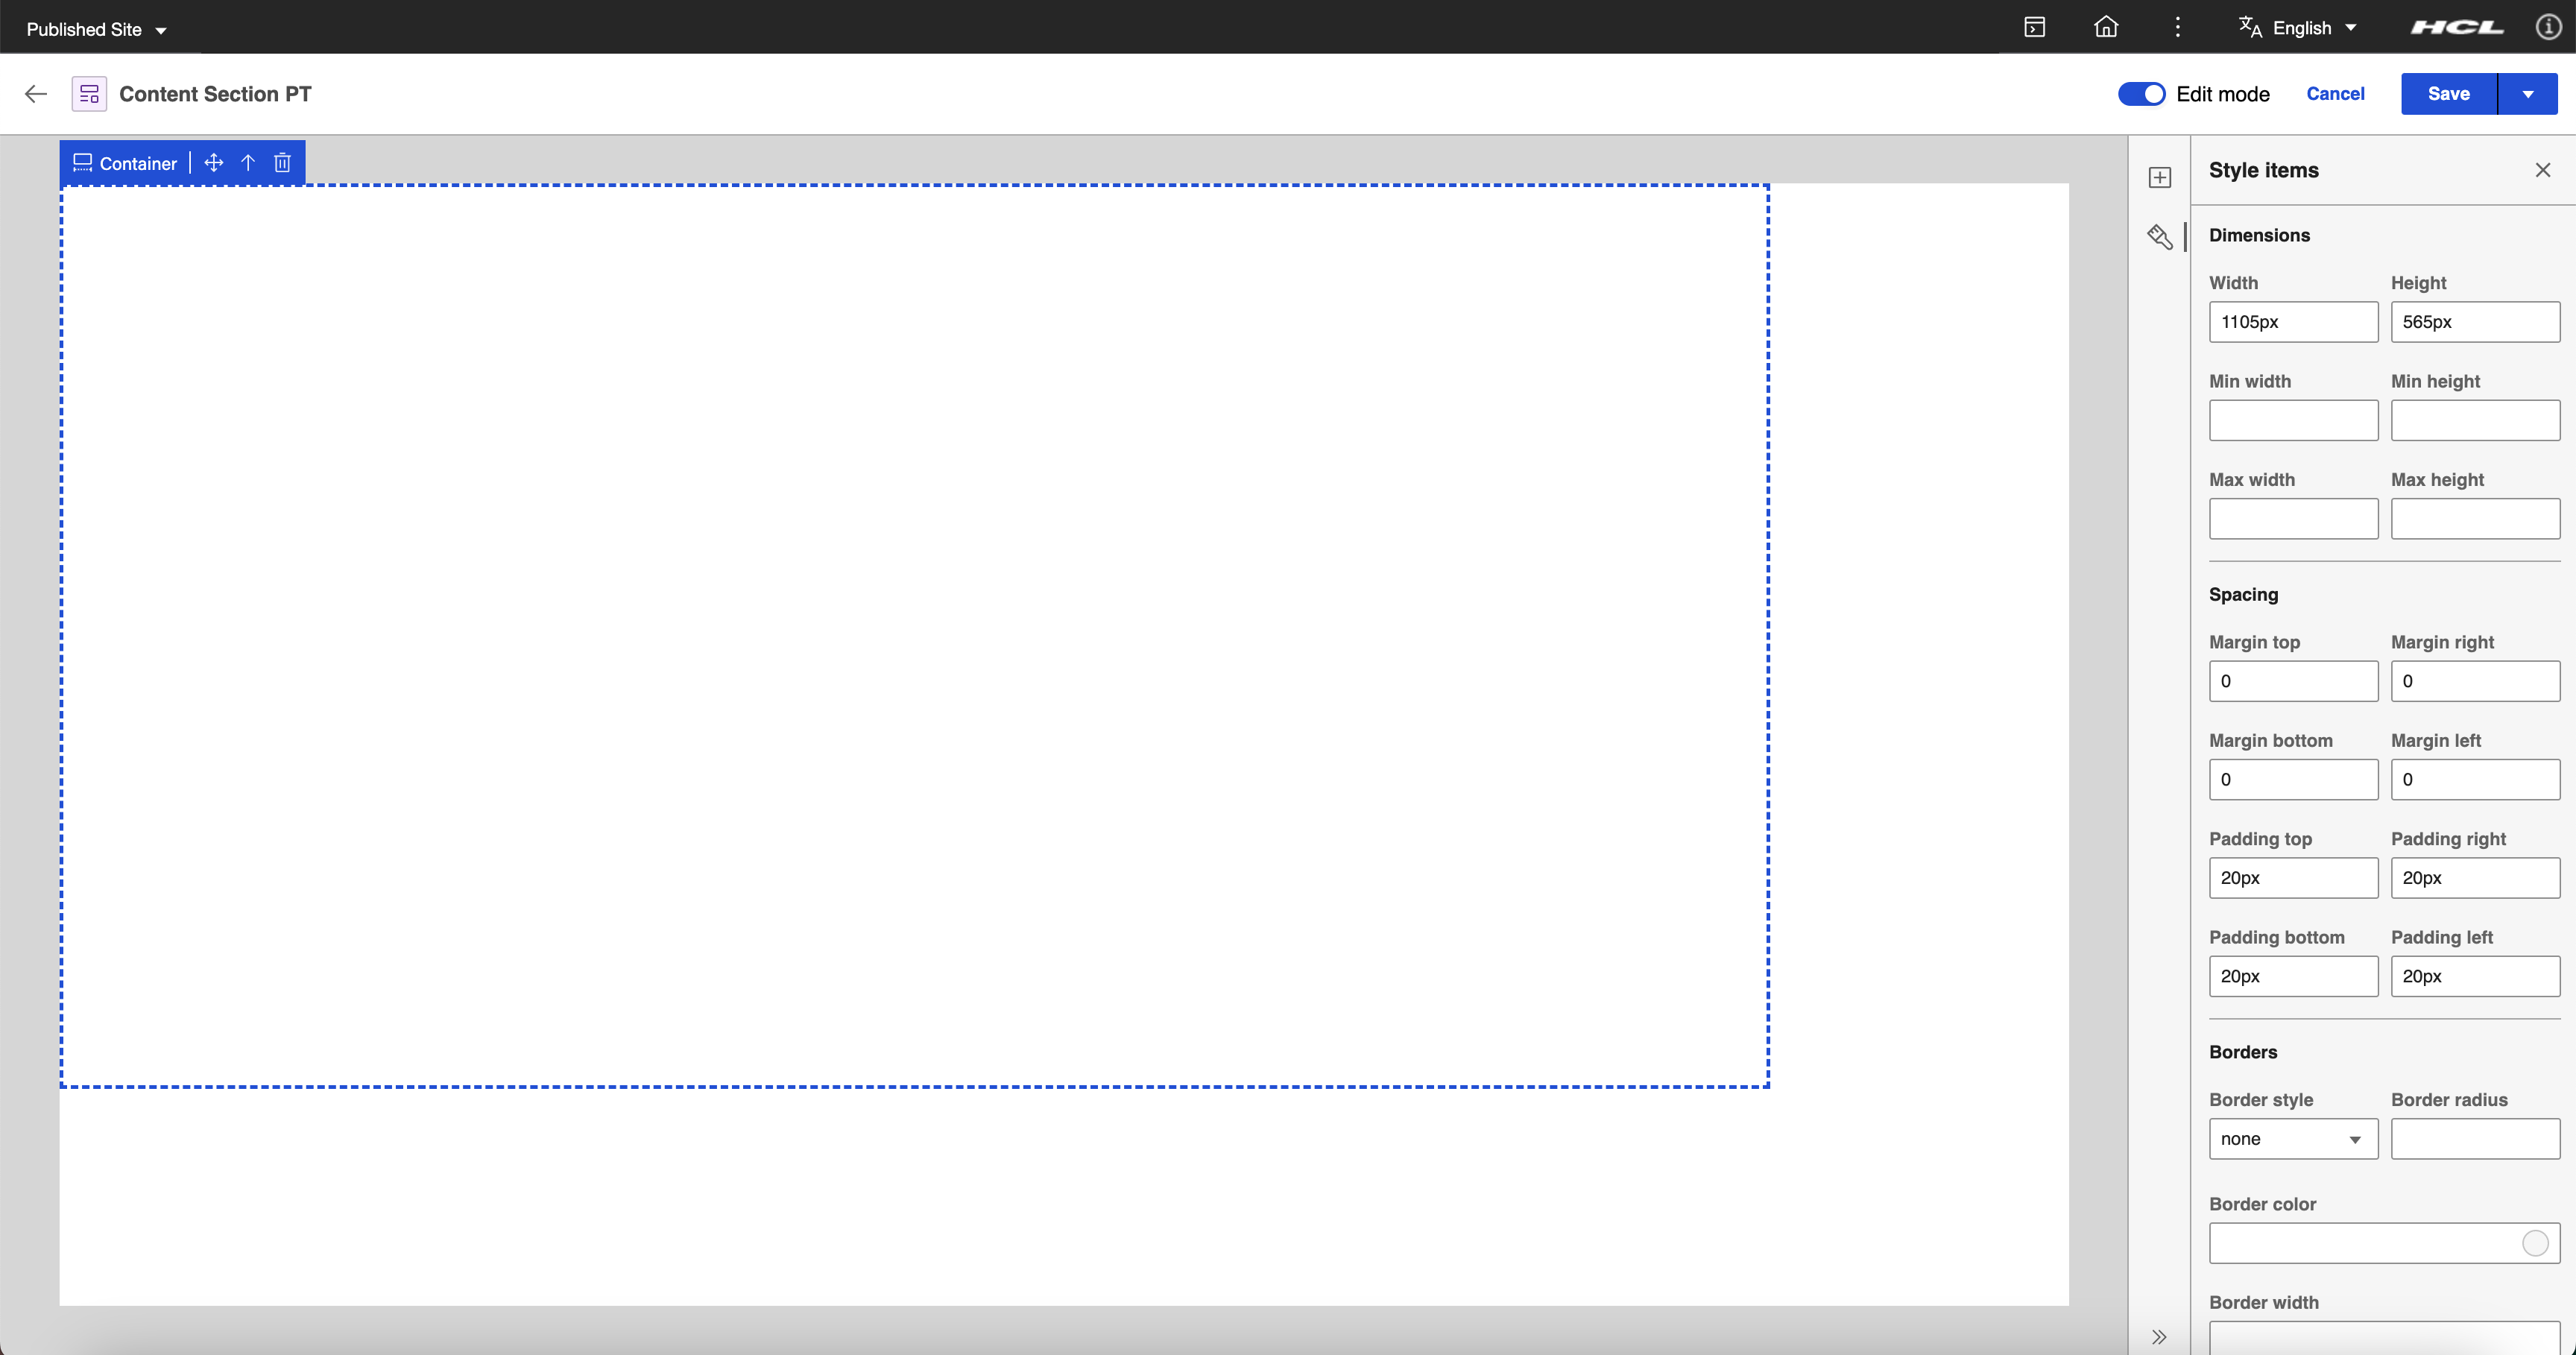 Published Site
English
HCL
Content Section PT
Edit mode
Cancel
Save
Container
Style items
Dimensions
Width Height
1105px 565px
Min width Min height
Max width Max height
Spacing
Margin top Margin right
0 0
Margin bottom Margin left
0 0
Padding top Padding right
20px 20px
Padding bottom Padding left
20px 20px
Borders
Border style Border radius
none
Border color
Border width